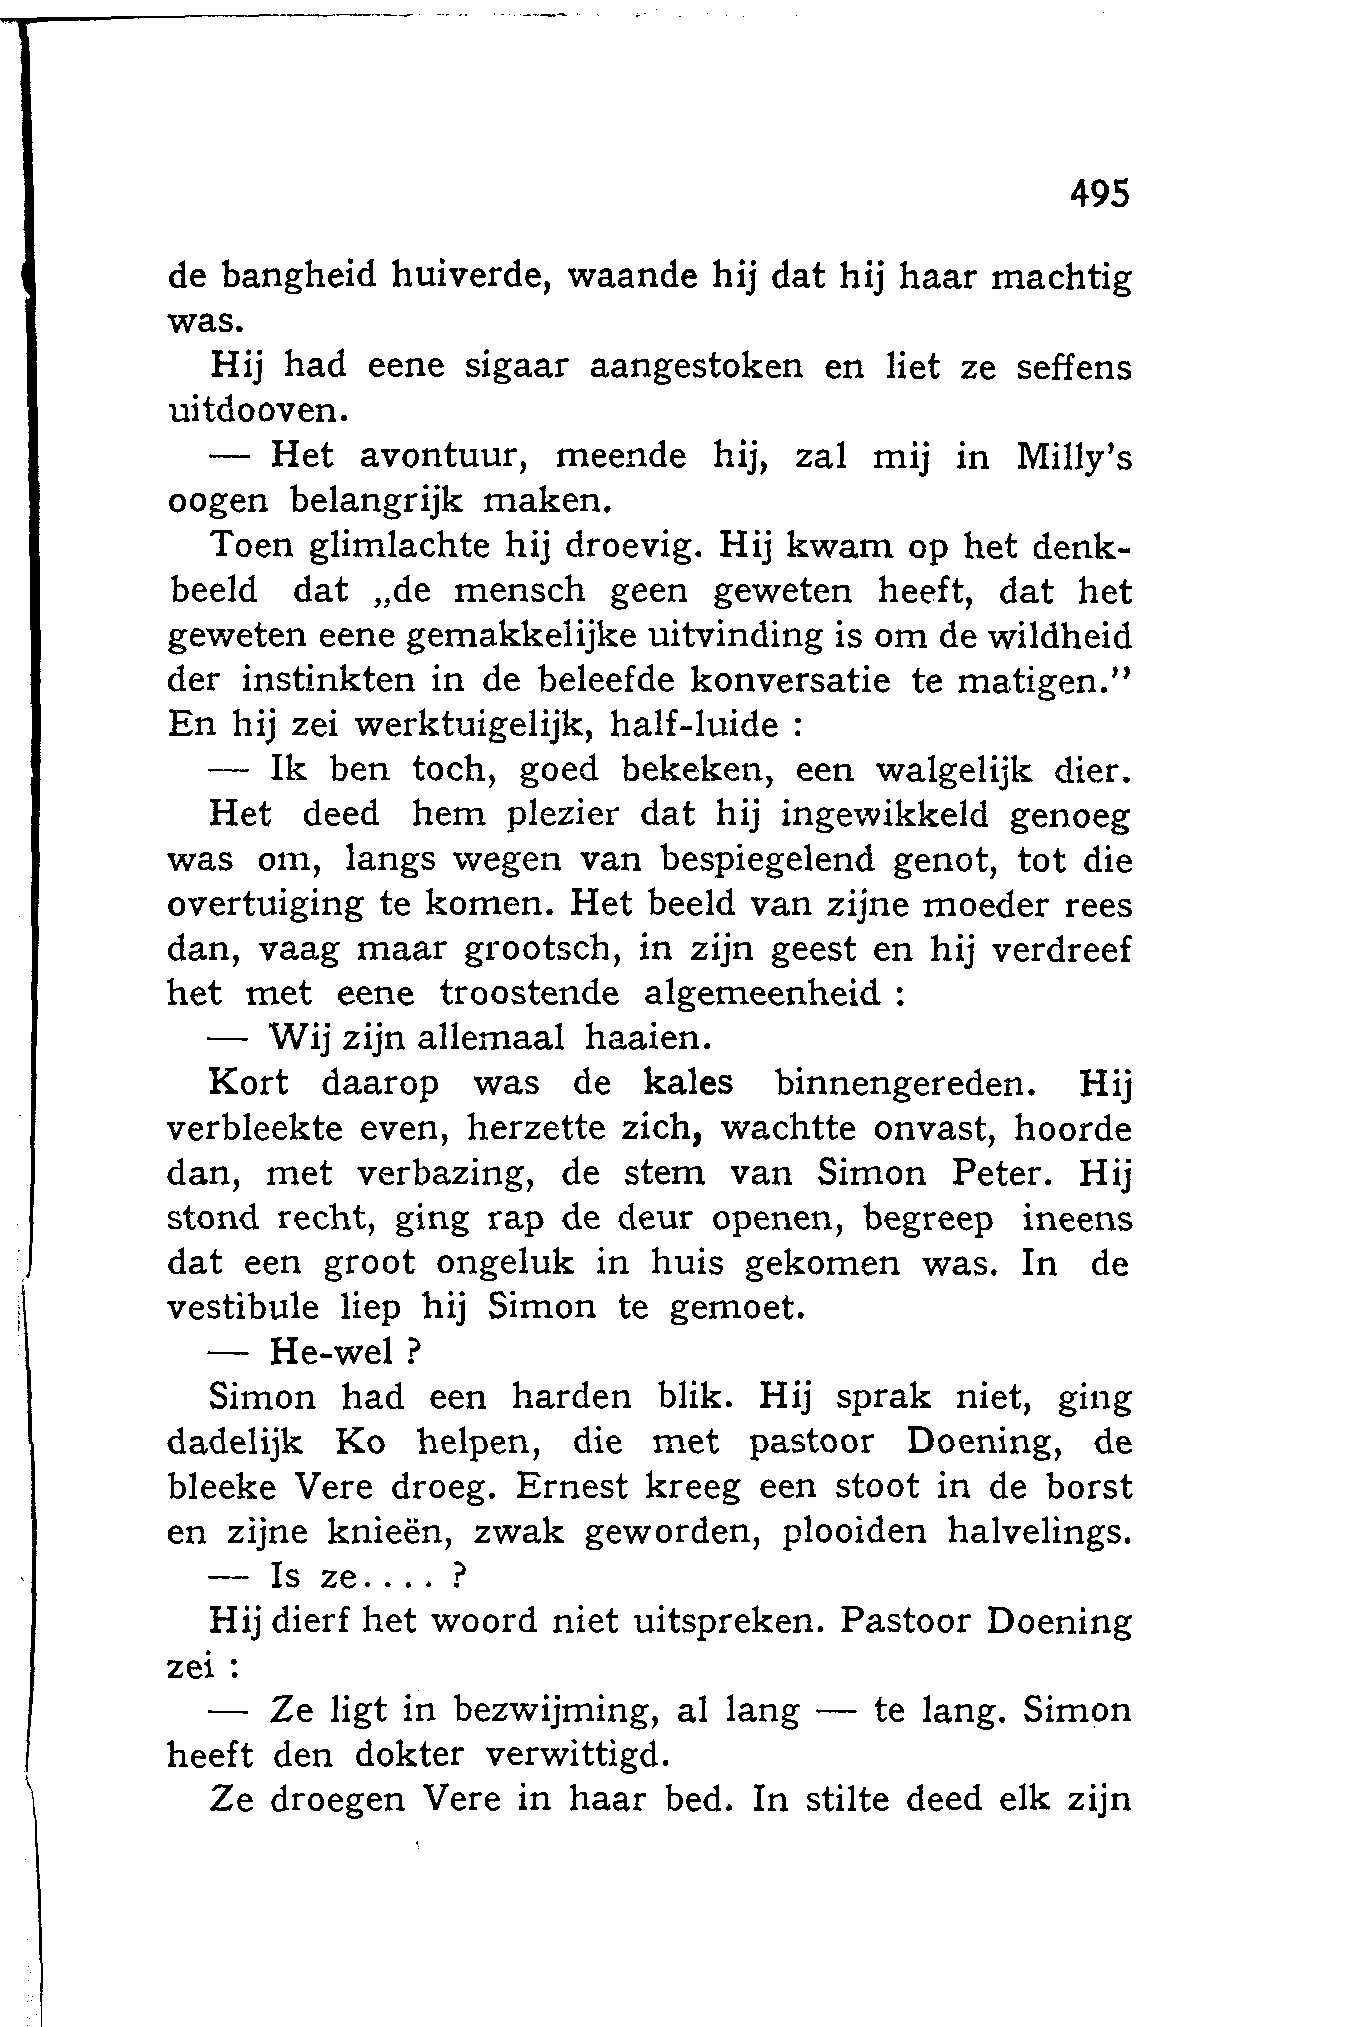 495
de bangheid huiverde, waande hij dat hij haar machtig
was.
Hij had eene sigaar aangestoken en liet ze seffens
uitdooven.
— Het avontuur, meende hij, zal mij in Milly's
oogen belangrijk maken.
Toen glimlachte hij droevig. Hij kwam op het denk-
beeld dat „de mensch geen geweten heeft, dat het
geweten eene gemakkelijke uitvinding is om de wildheid
der instinkten in de beleefde konversatie te matigen.”
En hij zei werktuigelijk, half-luide :
— Ik ben toch, goed bekeken, een walgelijk dier.
Het deed hem plezier dat hij ingewikkeld genoeg
was om, langs wegen van bespiegelend genot, tot die
overtuiging te komen. Het beeld van zijne moeder rees
dan, vaag maar grootsch, in zijn geest en hij verdreef
het met eene troostende algemeenheid :
— Wij zijn allemaal haaien.
Kort daarop was de kales binnengereden. Hij
verbleekte even, herzette zich, wachtte onvast, hoorde
dan, met verbazing, de stem van Simon Peter. Hij
stond recht, ging rap de deur openen, begreep ineens
dat een groot ongeluk in huis gekomen was. In de
vestibule liep hij Simon te gemoet.
— He-wel ?
Simon had een harden blik. Hij sprak niet, ging
dadelijk Ko helpen, die met pastoor Doening, de
bleeke Vere droeg. Ernest kreeg een stoot in de borst
en zijne knieën, zwak geworden, plooiden halvelings.
— Is ze.... ?
Hij dierf het woord niet uitspreken. Pastoor Doening
zei :
— Ze ligt in bezwijming, al lang — te lang. Simon
heeft den dokter verwittigd.
Ze droegen Vere in haar bed. In stilte deed elk zijn